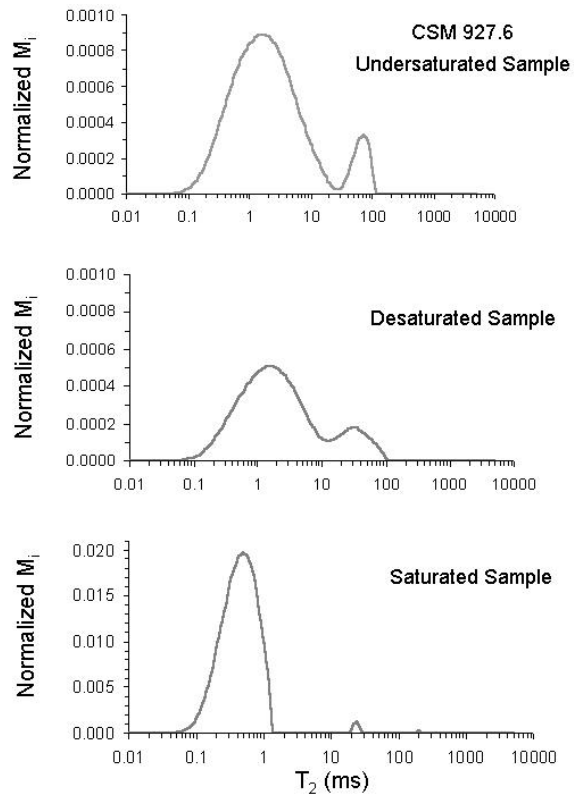 CSM 927.6
Undersaturated Sample
Normalized Mi
0.0010
0.0008
0.0006
0.0004
0.0002
0.0000
0.01 0.1 1 10 100 1000 10000
Desaturated Sample
Normalized Mi
0.0010
0.0008
0.0006
0.0004
0.0002
0.0000
0.01 0.1 1 10 100 1000 10000
Saturated Sample
Normalized Mi
0.020
0.015
0.010
0.005
0.000
0.01 0.1 1 10 100 1000 10000
T2 (ms)